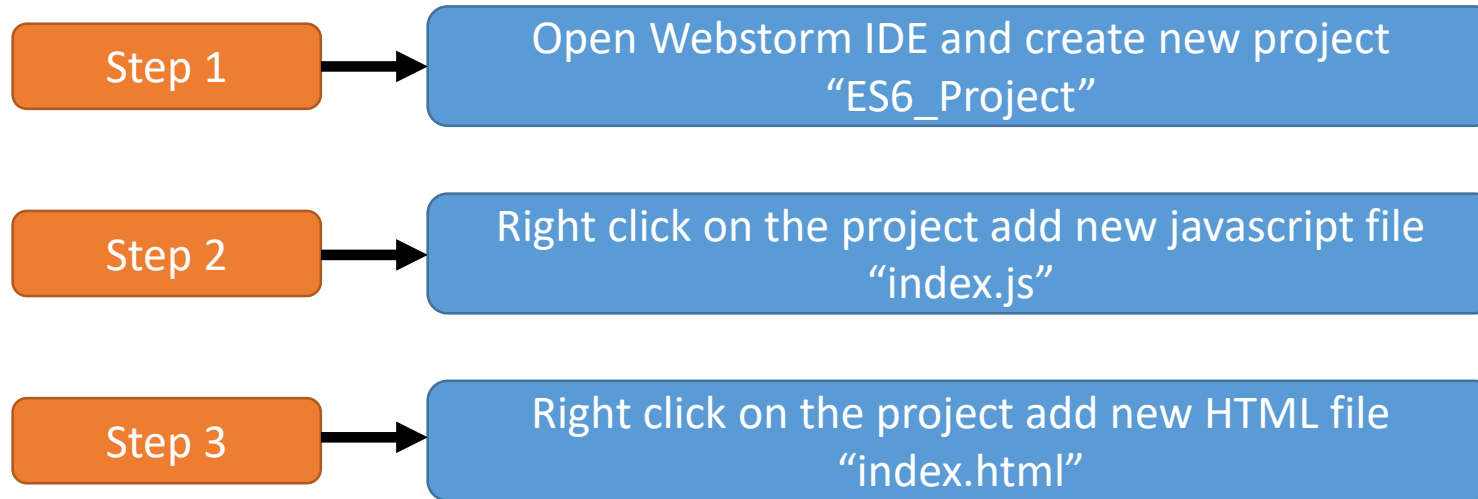 Step 1
Open Webstorm IDE and create new project
“ES6_Project”
Step 2
Right click on the project add new javascript file
“index.js”
Step 3
Right click on the project add new HTML file
“index.html”